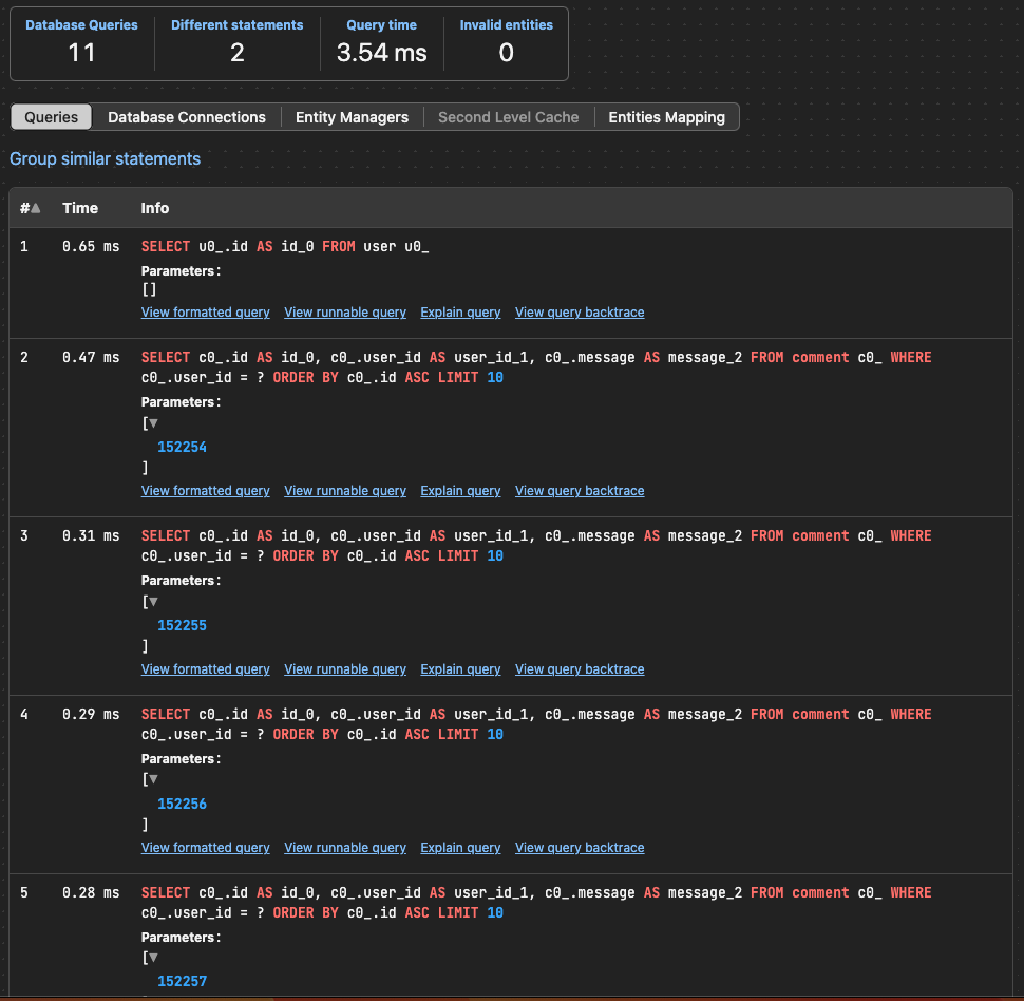 Database Queries Different statements Query time Invalid entities
11 2 3.54 ms 0
Queries Database Connections Entity Managers Second Level Cache Entities Mapping
Group similar statements
#▲ Time Info
1 0.65 ms SELECT u0_.id AS id_0 FROM user u0_
Parameters:
[]
View formatted query View runnable query Explain query View query backtrace
2 0.47 ms SELECT c0_.id AS id_0, c0_.user_id AS user_id_1, c0_.message AS message_2 FROM comment c0_ WHERE
c0_.user_id = ? ORDER BY c0_.id ASC LIMIT 10
Parameters:
[▼
152254
]
View formatted query View runnable query Explain query View query backtrace
3 0.31 ms SELECT c0_.id AS id_0, c0_.user_id AS user_id_1, c0_.message AS message_2 FROM comment c0_ WHERE
c0_.user_id = ? ORDER BY c0_.id ASC LIMIT 10
Parameters:
[▼
152255
]
View formatted query View runnable query Explain query View query backtrace
4 0.29 ms SELECT c0_.id AS id_0, c0_.user_id AS user_id_1, c0_.message AS message_2 FROM comment c0_ WHERE
c0_.user_id = ? ORDER BY c0_.id ASC LIMIT 10
Parameters:
[▼
152256
]
View formatted query View runnable query Explain query View query backtrace
5 0.28 ms SELECT c0_.id AS id_0, c0_.user_id AS user_id_1, c0_.message AS message_2 FROM comment c0_ WHERE
c0_.user_id = ? ORDER BY c0_.id ASC LIMIT 10
Parameters:
[▼
152257